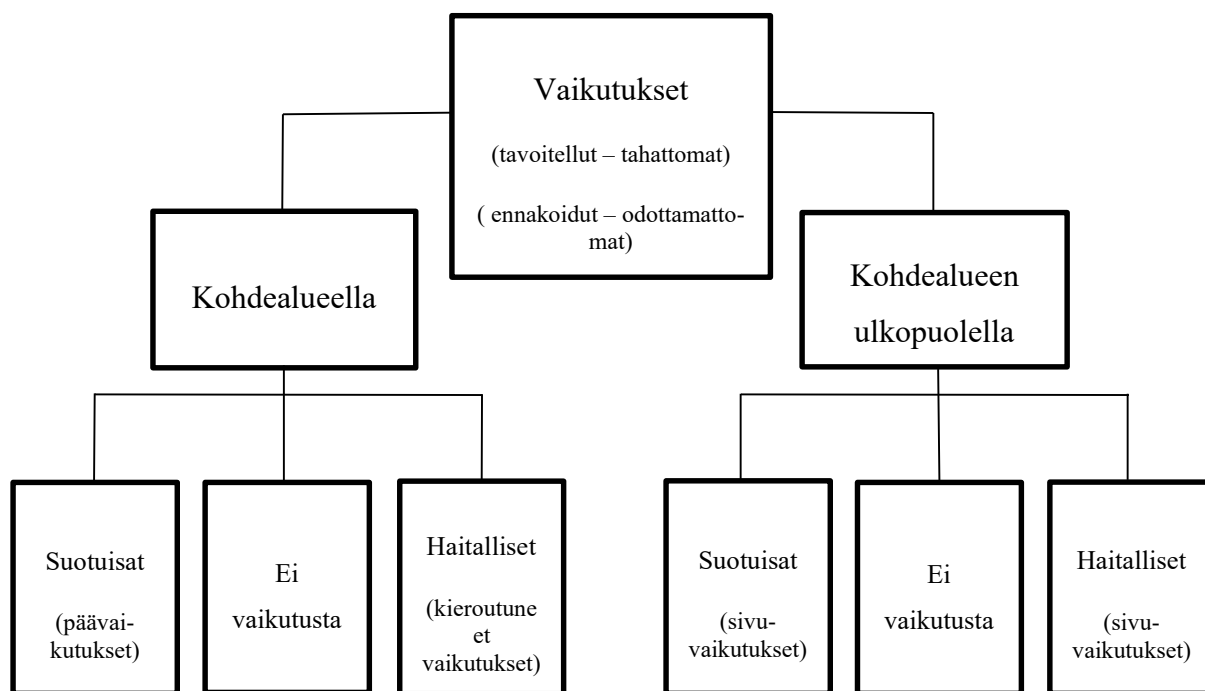 Vaikutukset
(tavoitellut – tahattomat)
( ennakoidut – odottamatto-
mat)
Kohdealueella
Kohdealueen
ulkopuolella
Suotuisat
(päävai-
kutukset)
Ei
vaikutusta
Haitalliset
(kieroutune
et
vaikutukset)
Suotuisat
(sivu-
vaikutukset)
Ei
vaikutusta
Haitalliset
(sivu-
vaikutukset)